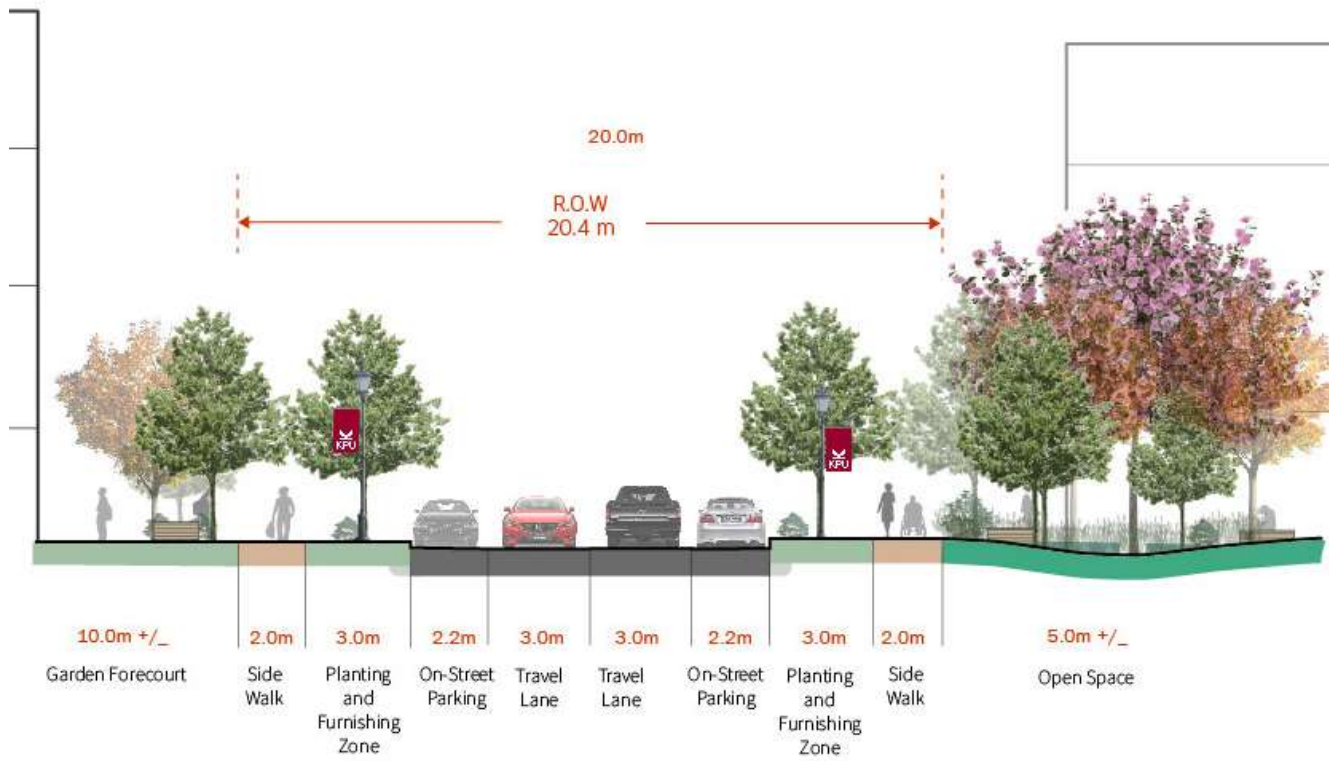 20.0m
R.O.W
20.4 m
KPU
KPU
10.0m +/_
2.0m
3.0m
2.2m
3.0m
3.0m
2.2m
3.0m
2.0m
5.0m +/_
Garden Forecourt
Side
Walk
Planting
and
Furnishing
Zone
On-Street
Parking
Travel
Lane
Travel
Lane
On-Street
Parking
Planting
and
Furnishing
Zone
Side
Walk
Open Space